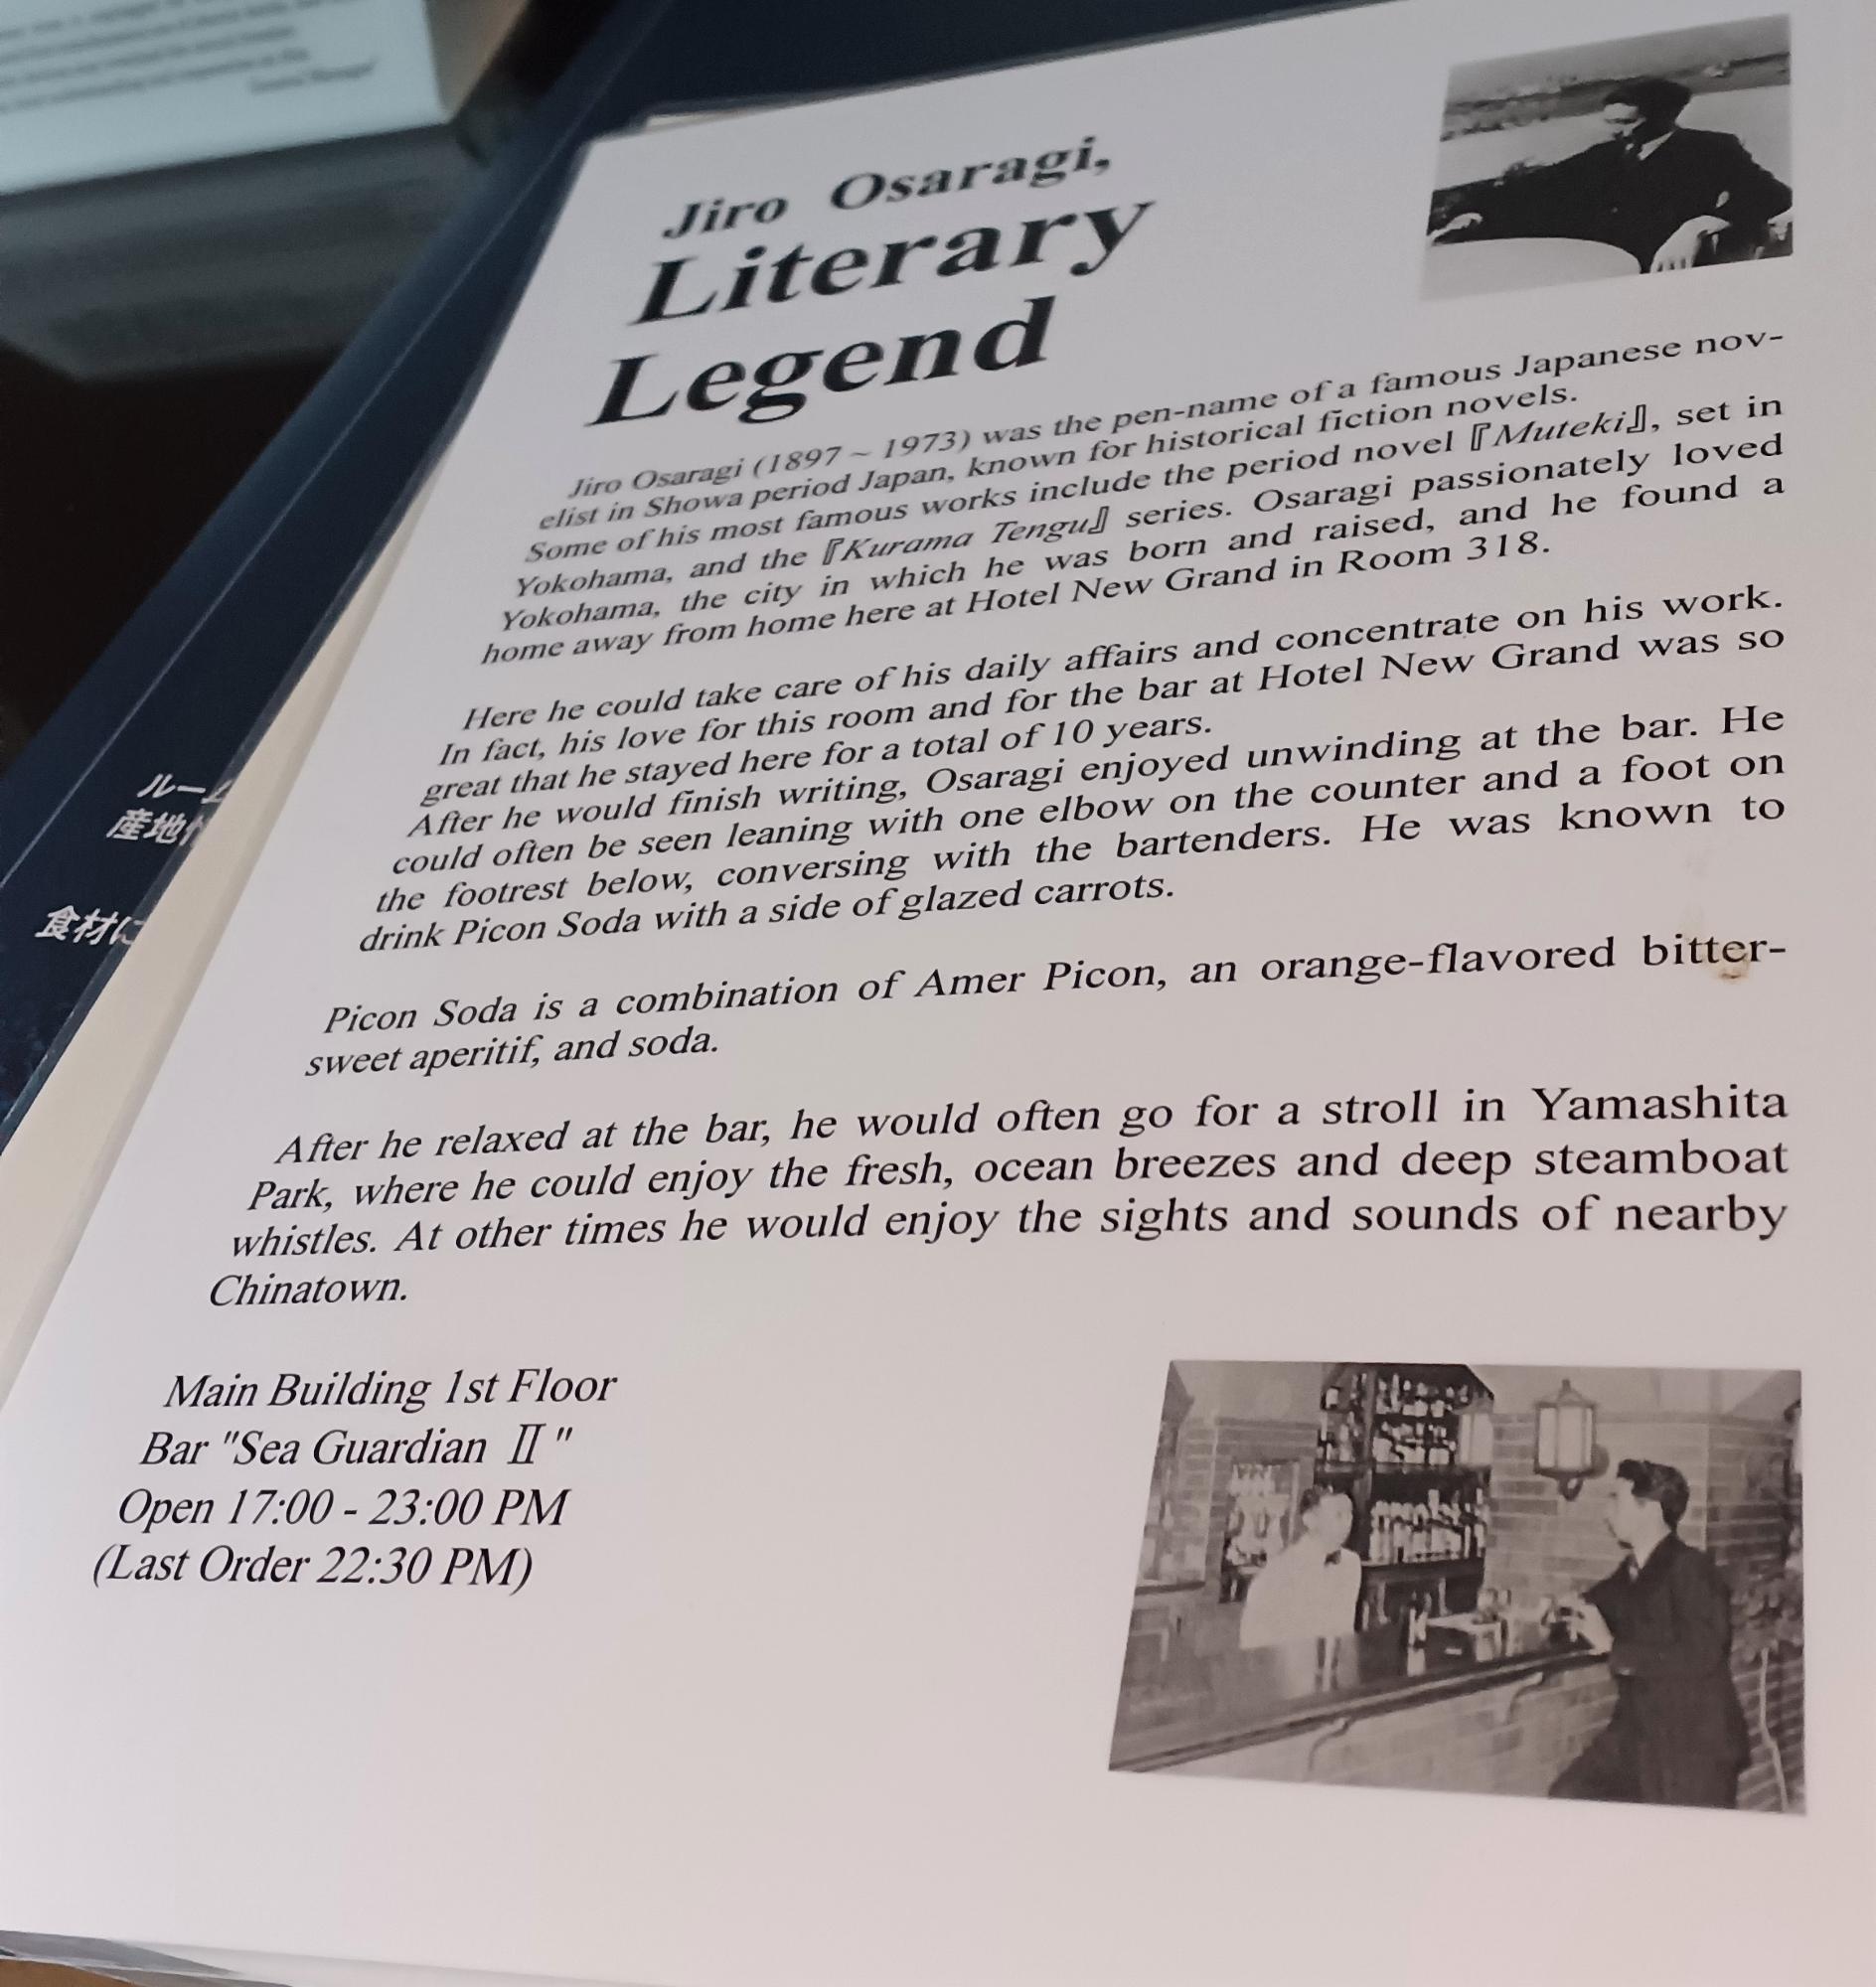 Jiro Osaragi,
Literary
Legend
Jiro Osaragi (1897 ~ 1973) was the pen-name of a famous Japanese nov-
elist in Showa period Japan, known for historical fiction novels.
Some of his most famous works include the period novel『Muteki』, set in
Yokohama, and the『Kurama Tengu』series. Osaragi passionately loved
Yokohama, the city in which he was born and raised, and he found a
home away from home here at Hotel New Grand in Room 318.
Here he could take care of his daily affairs and concentrate on his work.
In fact, his love for this room and for the bar at Hotel New Grand was so
great that he stayed here for a total of 10 years.
After he would finish writing, Osaragi enjoyed unwinding at the bar. He
could often be seen leaning with one elbow on the counter and a foot on
the footrest below, conversing with the bartenders. He was known to
drink Picon Soda with a side of glazed carrots.
Picon Soda is a combination of Amer Picon, an orange-flavored bitter-
sweet aperitif, and soda.
After he relaxed at the bar, he would often go for a stroll in Yamashita
Park, where he could enjoy the fresh, ocean breezes and deep steamboat
whistles. At other times he would enjoy the sights and sounds of nearby
Chinatown.
Main Building 1st Floor
Bar "Sea Guardian Ⅱ"
Open 17:00 - 23:00 PM
(Last Order 22:30 PM)
ルーム
産地
食材に